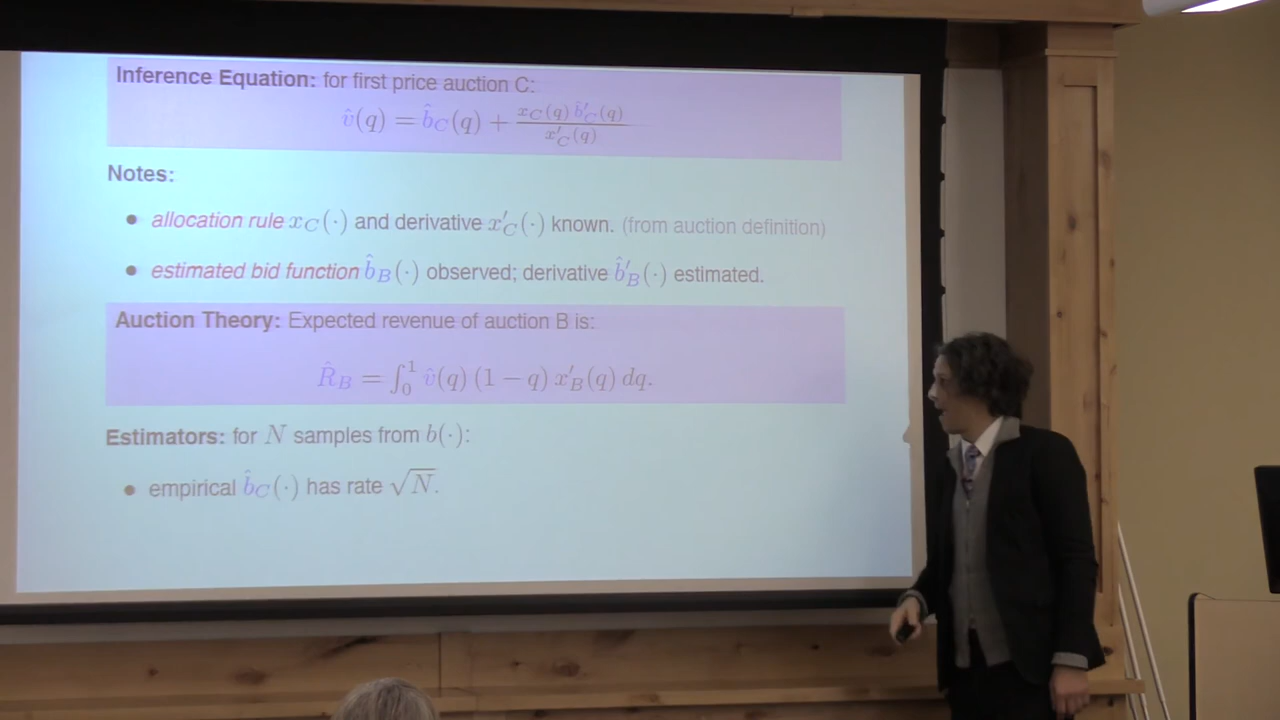 Inference Equation: for first price auction C:
v̂(q) = b̂_C(q) + x_C(q) b̂′_C(q) / x′_C(q)
Notes:
• allocation rule x_C(·) and derivative x′_C(·) known. (from auction definition)
• estimated bid function b̂_B(·) observed; derivative b̂′_B(·) estimated.
Auction Theory: Expected revenue of auction B is:
R̂_B = ∫₀¹ v̂(q) (1 − q) x′_B(q) dq.
Estimators: for N samples from b(·):
• empirical b̂_C(·) has rate √N.